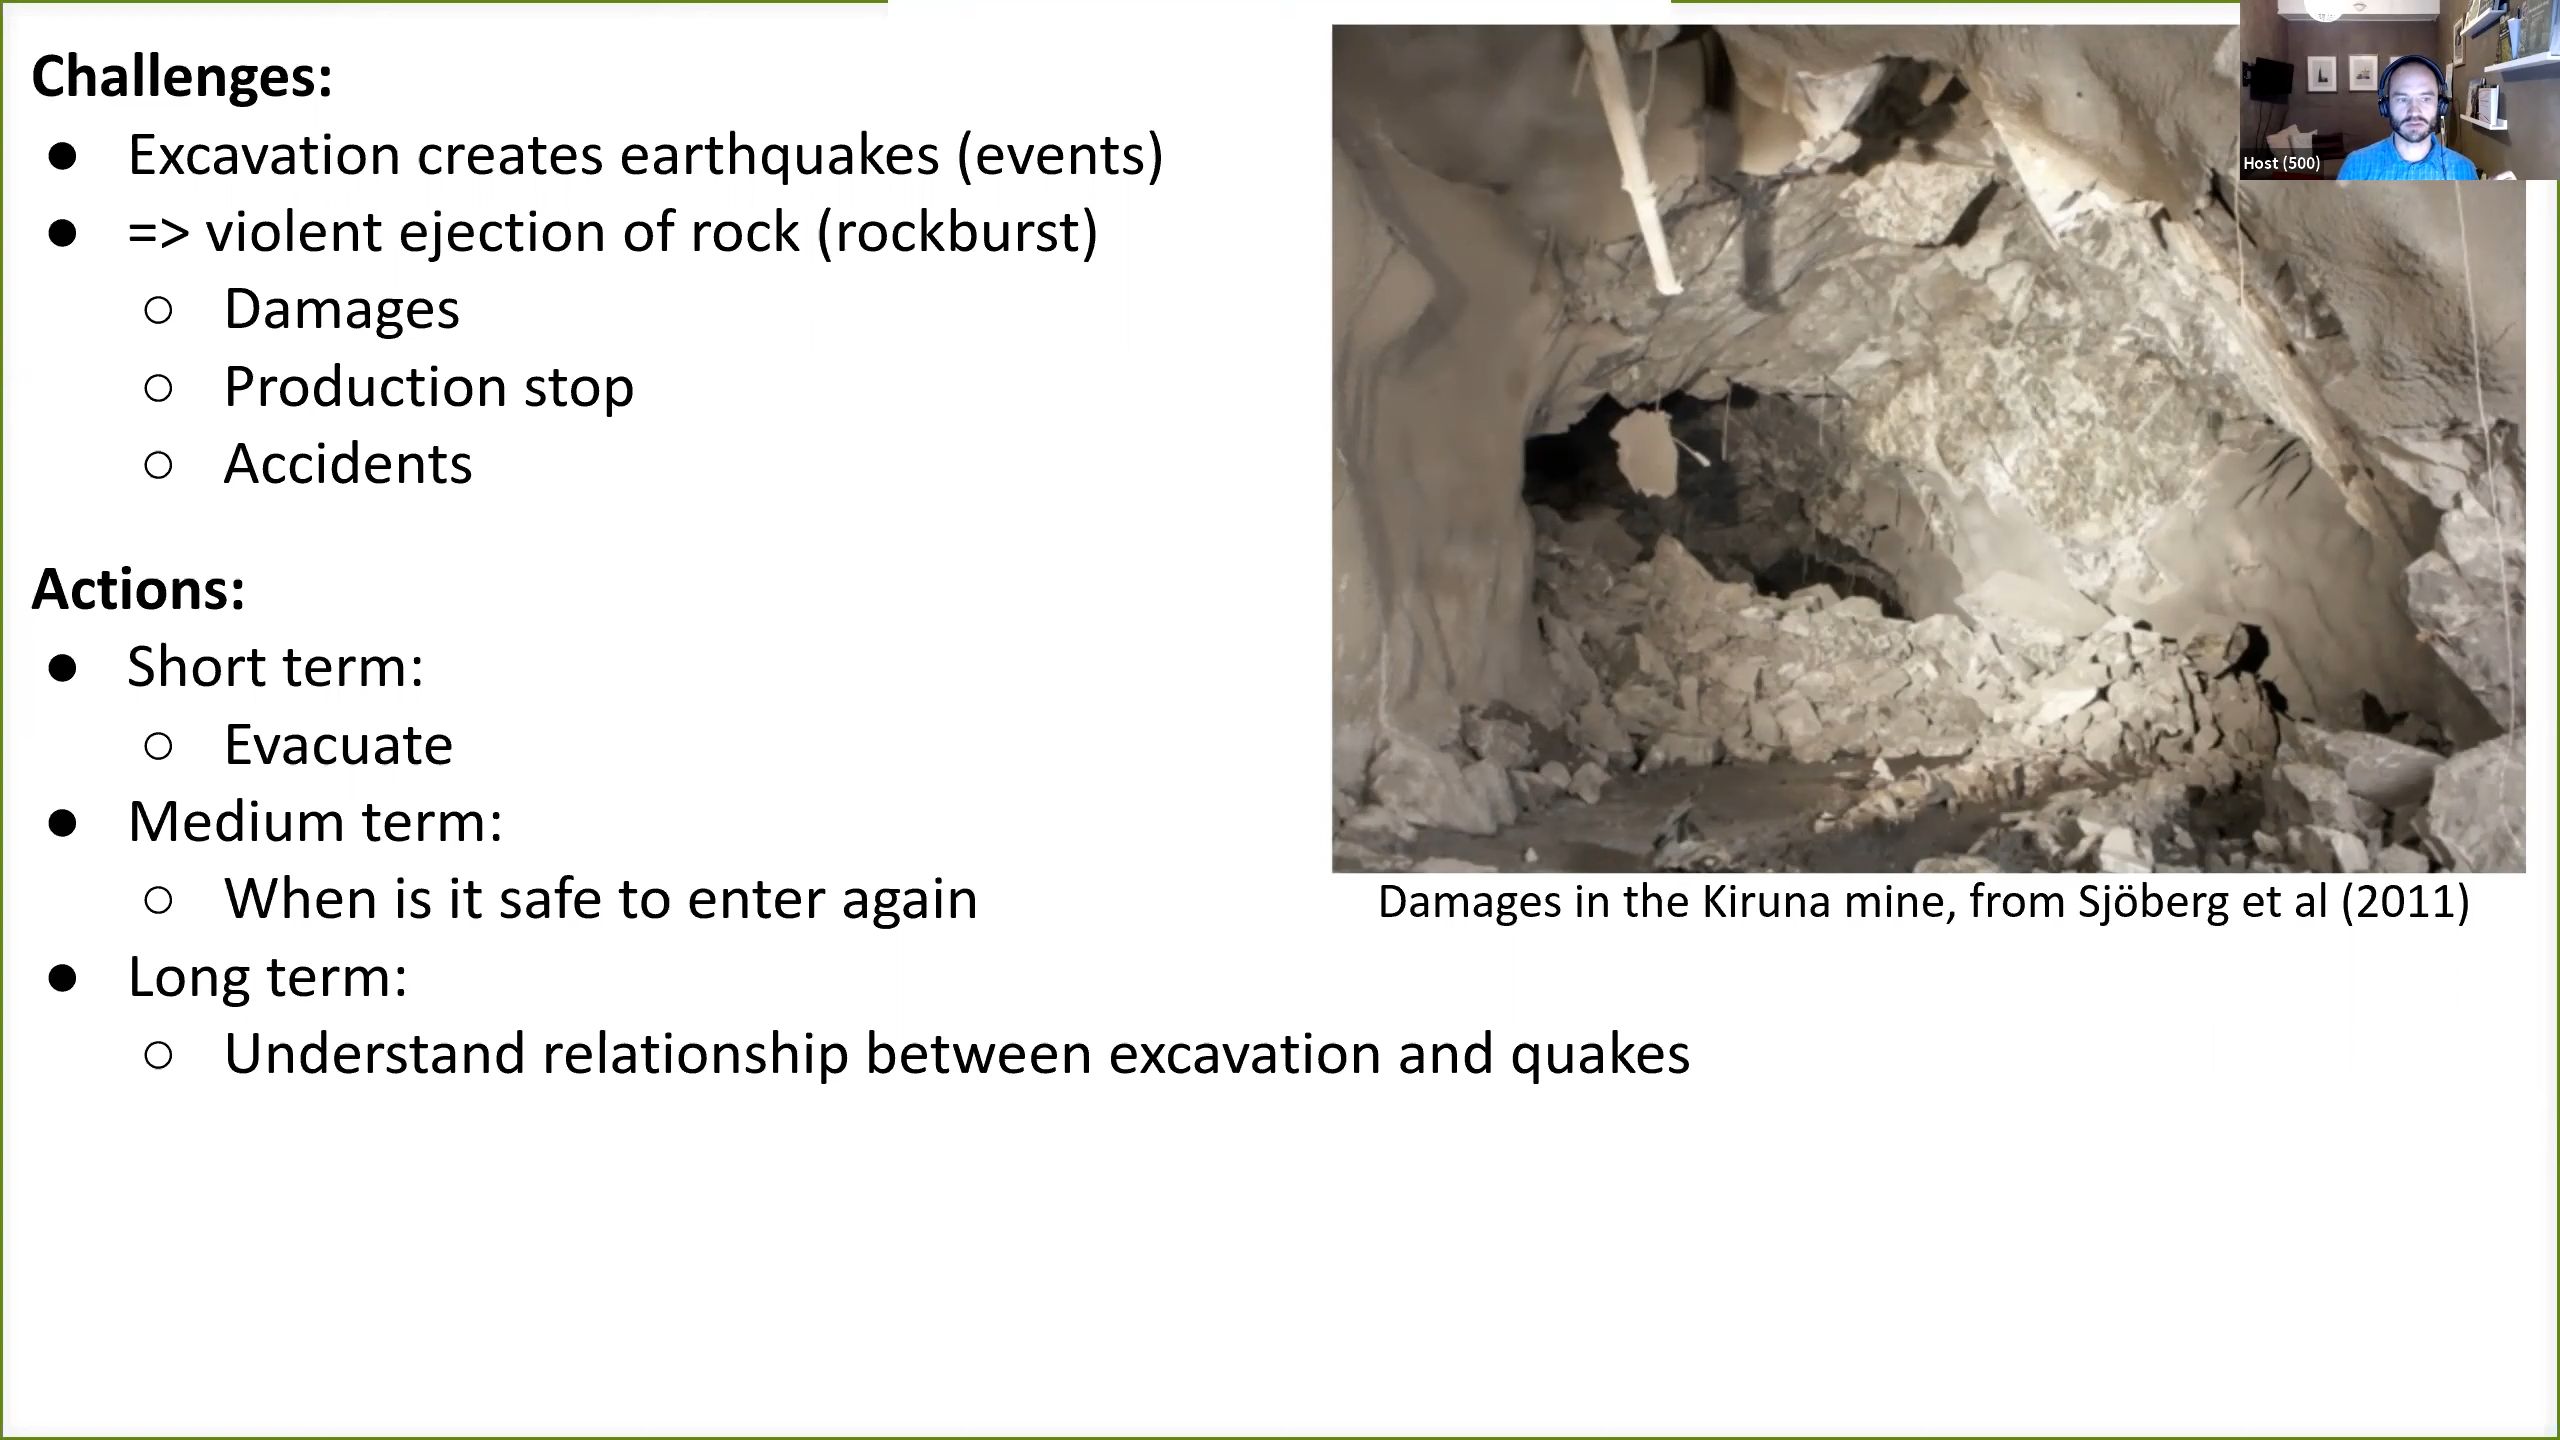 Challenges:
● Excavation creates earthquakes (events)
● => violent ejection of rock (rockburst)
○ Damages
○ Production stop
○ Accidents
Actions:
● Short term:
○ Evacuate
● Medium term:
○ When is it safe to enter again
● Long term:
○ Understand relationship between excavation and quakes
Damages in the Kiruna mine, from Sjöberg et al (2011)
Host (500)